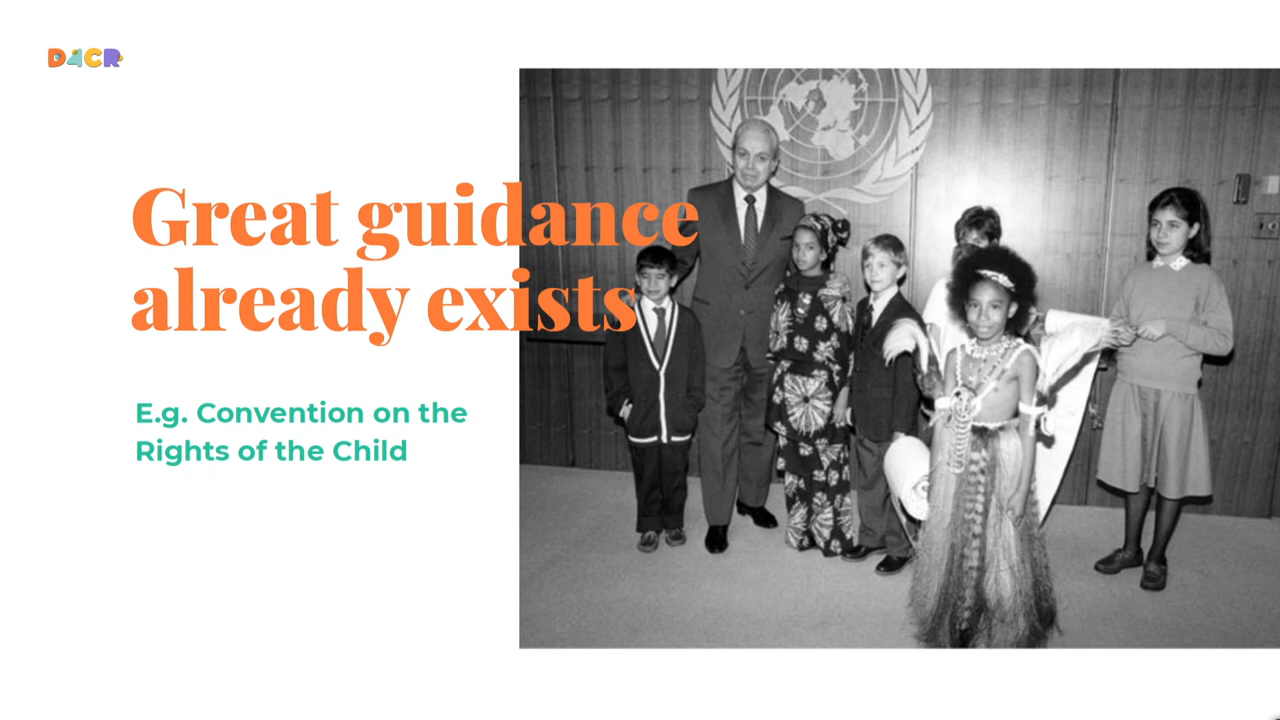 D4CR
Great guidance
already exists
E.g. Convention on the
Rights of the Child